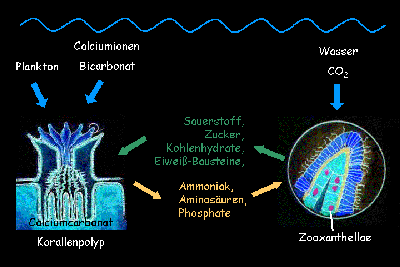 Calciumionen
Plankton
Bicarbonat
Wasser
CO2
Sauerstoff,
Zucker,
Kohlenhydrate,
Eiweiß-Bausteine,
Ammoniak,
Aminosäuren,
Phosphate
Calciumcarbonat
Korallenpolyp
Zooxanthellae